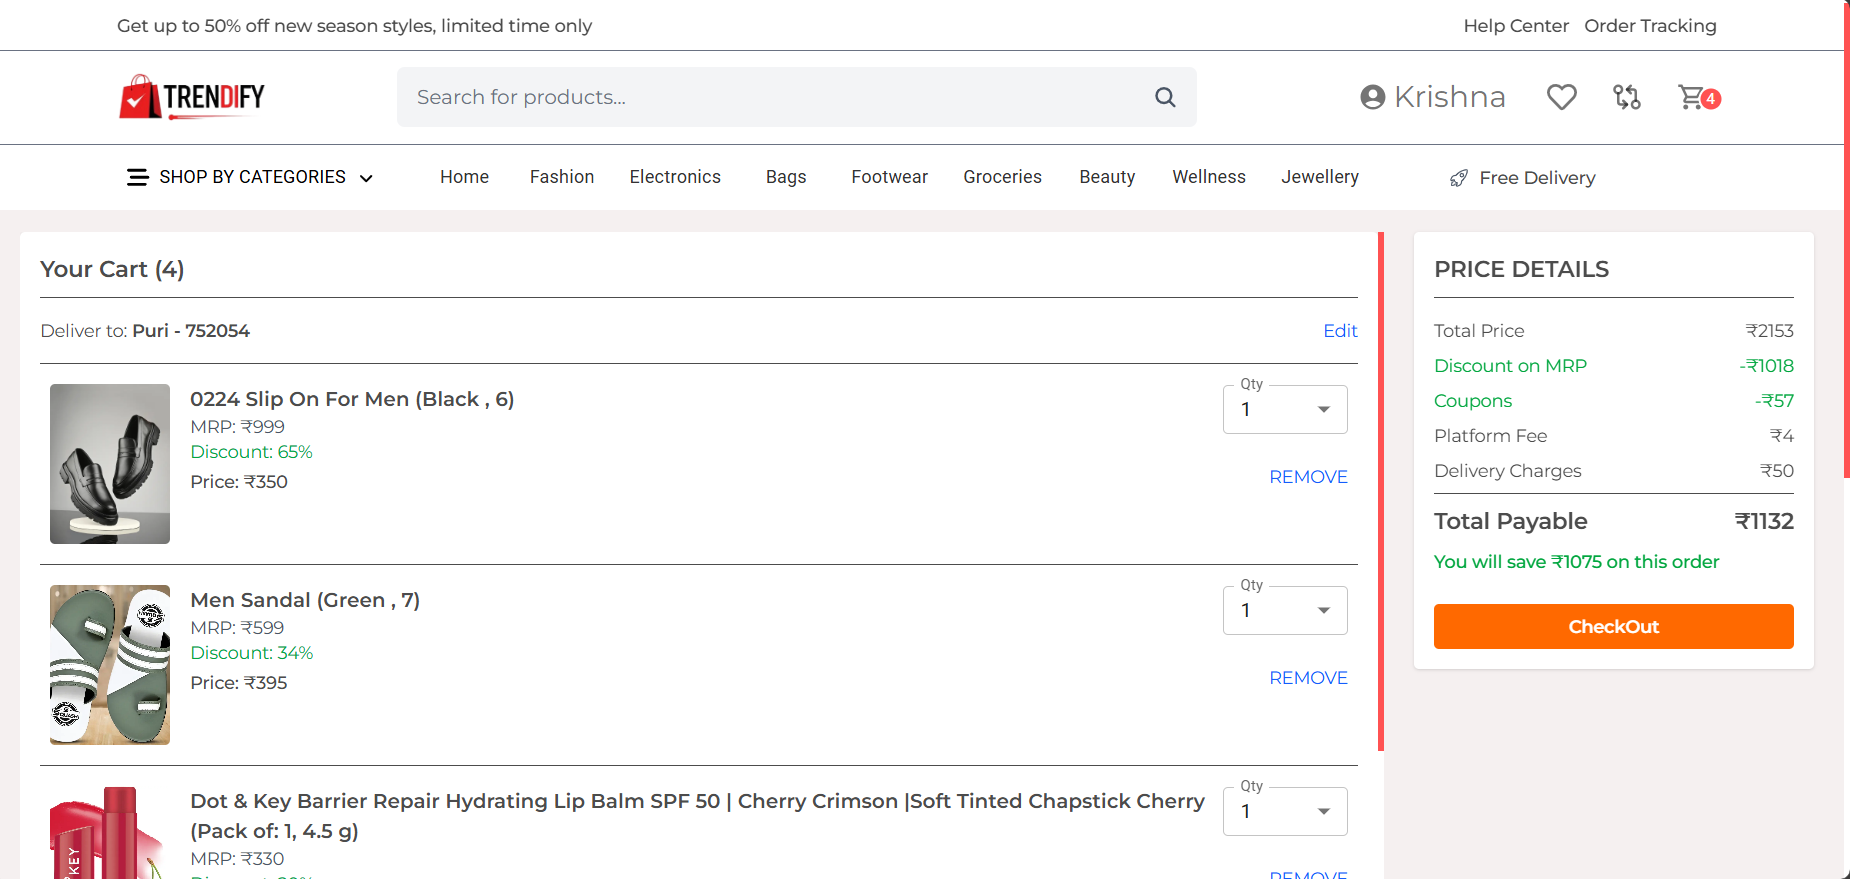 Get up to 50% off new season styles, limited time only
Help Center Order Tracking
TRENDIFY
Search for products...
Krishna
4
SHOP BY CATEGORIES
Home Fashion Electronics Bags Footwear Groceries Beauty Wellness Jewellery
Free Delivery
Your Cart (4)
Deliver to: Puri - 752054
Edit
0224 Slip On For Men (Black , 6)
MRP: ₹999
Discount: 65%
Price: ₹350
Qty
1
REMOVE
Men Sandal (Green , 7)
MRP: ₹599
Discount: 34%
Price: ₹395
Qty
1
REMOVE
Dot & Key Barrier Repair Hydrating Lip Balm SPF 50 | Cherry Crimson |Soft Tinted Chapstick Cherry
(Pack of: 1, 4.5 g)
MRP: ₹330
Qty
1
REMOVE
KEY
PRICE DETAILS
Total Price ₹2153
Discount on MRP -₹1018
Coupons -₹57
Platform Fee ₹4
Delivery Charges ₹50
Total Payable ₹1132
You will save ₹1075 on this order
CheckOut